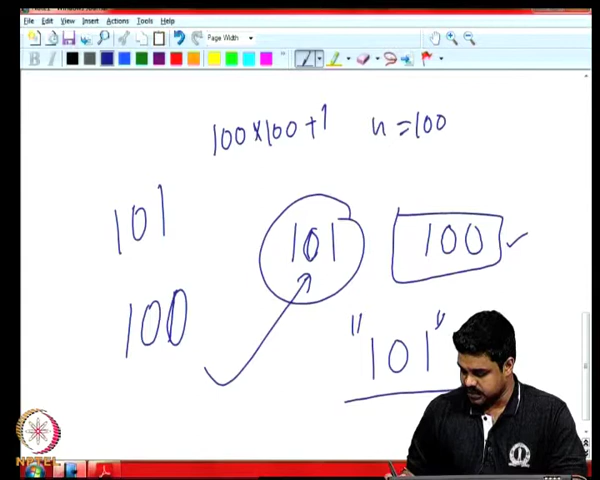 File Edit View Insert Actions Tools Help
Page Width
B
100×100+1 n=100
101
101
100
100
"101"
NPTEL